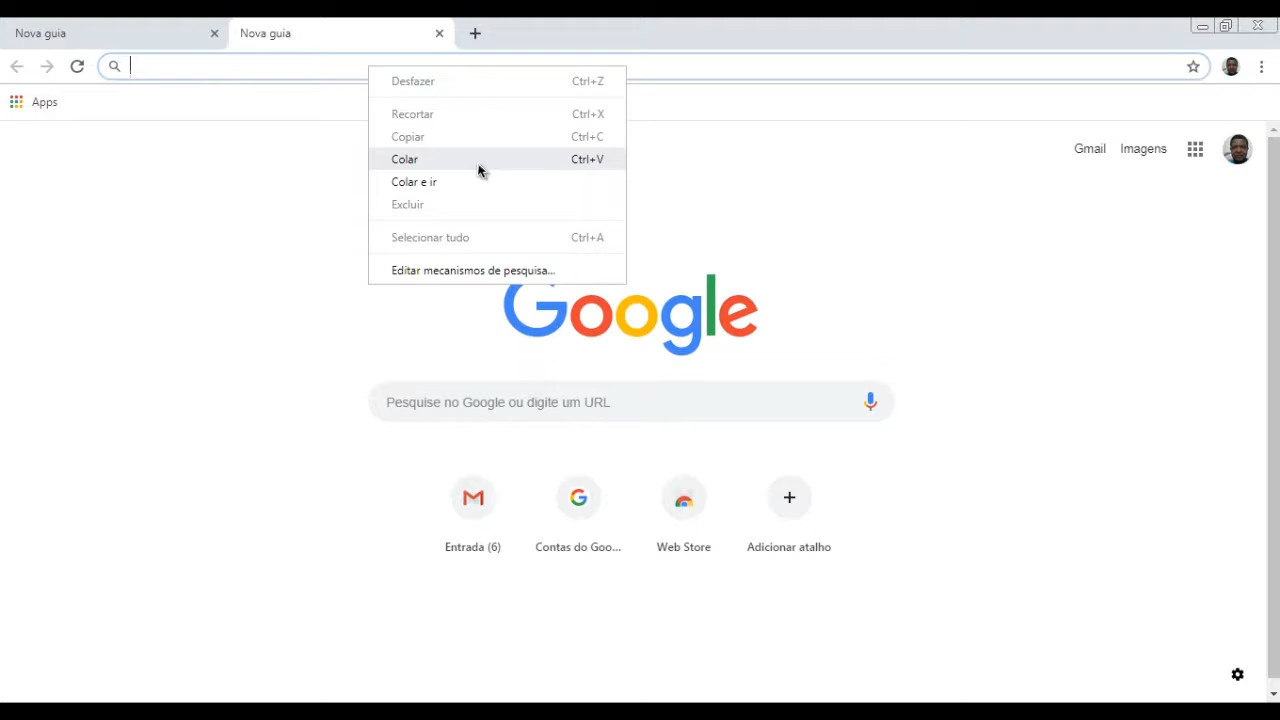 Nova guia
Nova guia
Desfazer Ctrl+Z
Recortar Ctrl+X
Copiar Ctrl+C
Colar Ctrl+V
Colar e ir
Excluir
Selecionar tudo Ctrl+A
Editar mecanismos de pesquisa...
Apps
Gmail Imagens
Google
Pesquise no Google ou digite um URL
Entrada (6) Contas do Goo... Web Store Adicionar atalho